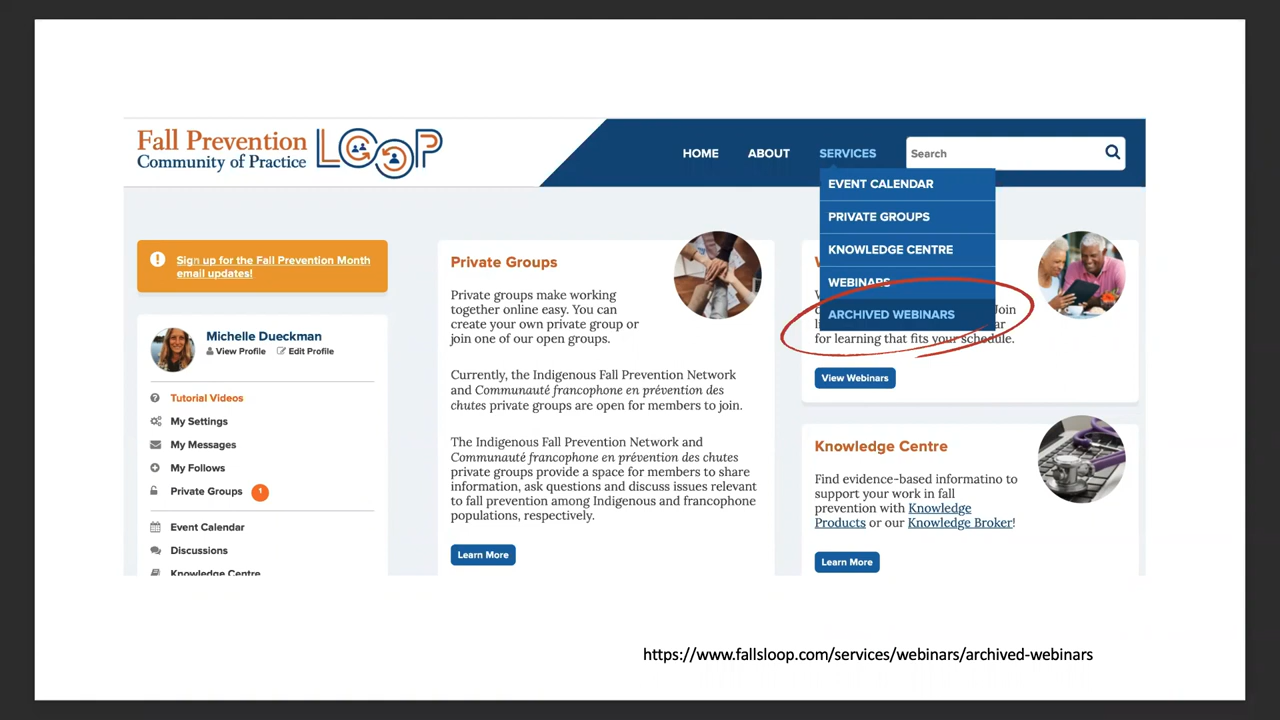 Fall Prevention
Community of Practice
LOOP
HOME
ABOUT
SERVICES
Search
EVENT CALENDAR
PRIVATE GROUPS
KNOWLEDGE CENTRE
WEBINARS
ARCHIVED WEBINARS
Sign up for the Fall Prevention Month
email updates!
Michelle Dueckman
View Profile
Edit Profile
Tutorial Videos
My Settings
My Messages
My Follows
Private Groups
1
Event Calendar
Discussions
Knowledge Centre
Private Groups
Private groups make working
together online easy. You can
create your own private group or
join one of our open groups.
Currently, the Indigenous Fall Prevention Network
and Communauté francophone en prévention des
chutes private groups are open for members to join.
The Indigenous Fall Prevention Network and
Communauté francophone en prévention des chutes
private groups provide a space for members to share
information, ask questions and discuss issues relevant
to fall prevention among Indigenous and francophone
populations, respectively.
Learn More
Join
for learning that fits your schedule.
View Webinars
Knowledge Centre
Find evidence-based informatino to
support your work in fall
prevention with Knowledge
Products or our Knowledge Broker!
Learn More
https://www.fallsloop.com/services/webinars/archived-webinars